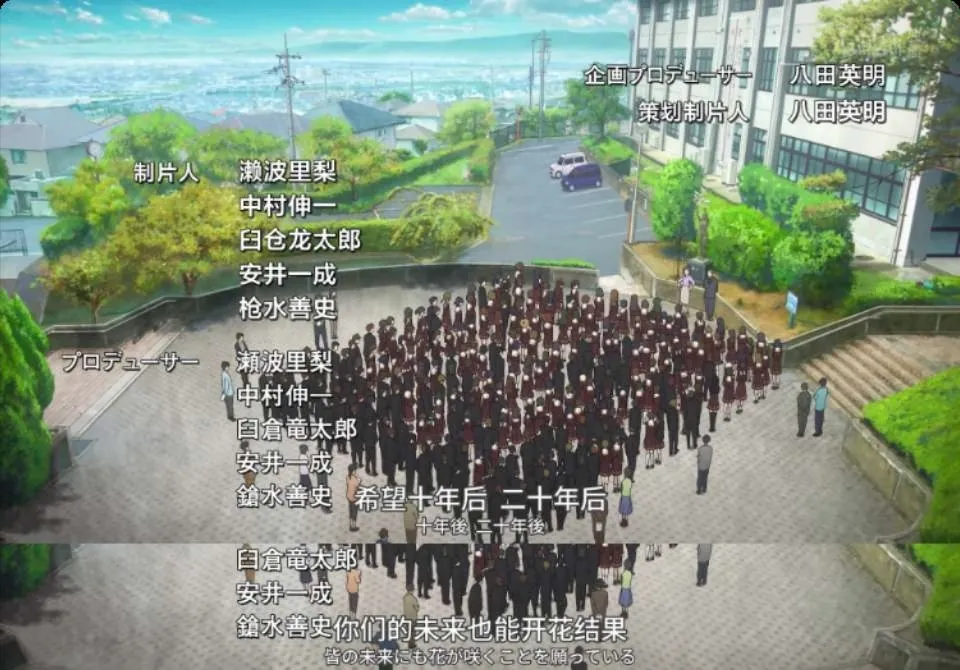 企画プロデューサー 八田英明
策划制片人 八田英明
制片人 瀬波里梨
中村伸一
臼仓龙太郎
安井一成
枪水善史
プロデューサー 瀬波里梨
中村伸一
臼倉竜太郎
安井一成
鎗水善史
希望十年后 二十年后
十年後 二十年後
臼倉竜太郎
安井一成
鎗水善史
你们的未来也能开花结果
皆の未来にも花が咲くことを願っている